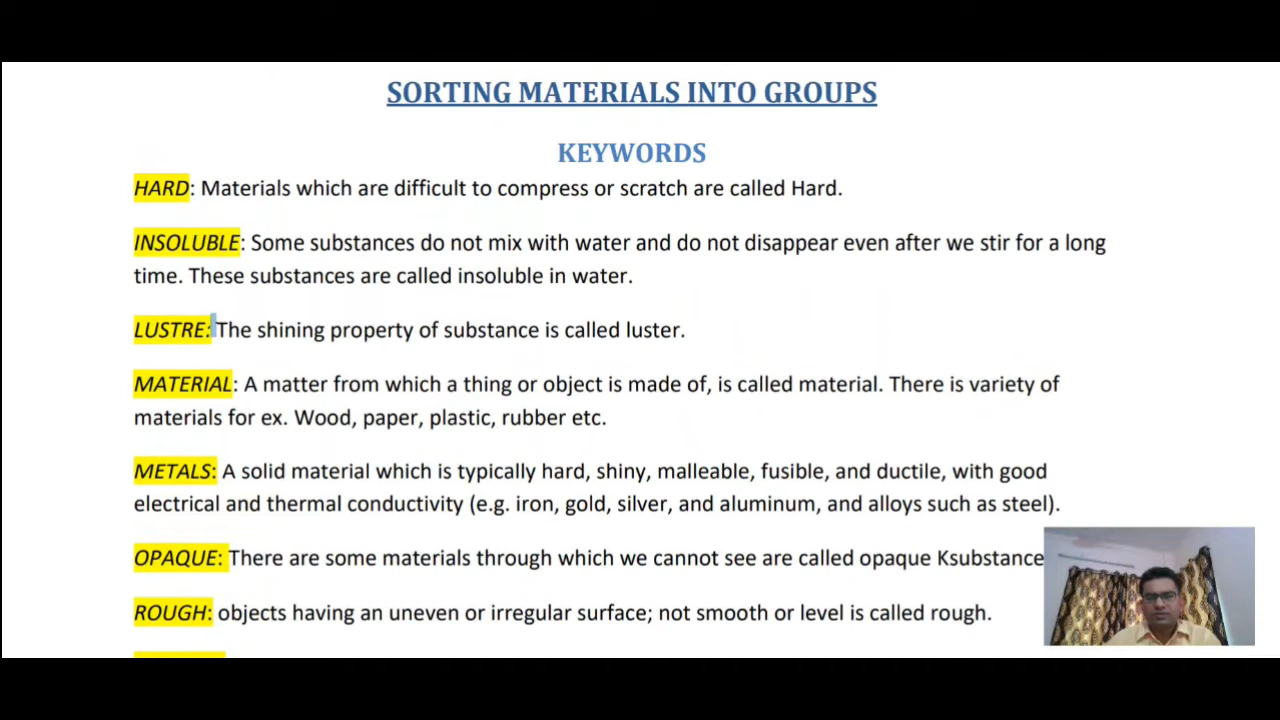 SORTING MATERIALS INTO GROUPS
KEYWORDS
HARD: Materials which are difficult to compress or scratch are called Hard.
INSOLUBLE: Some substances do not mix with water and do not disappear even after we stir for a long
time. These substances are called insoluble in water.
LUSTRE: The shining property of substance is called luster.
MATERIAL: A matter from which a thing or object is made of, is called material. There is variety of
materials for ex. Wood, paper, plastic, rubber etc.
METALS: A solid material which is typically hard, shiny, malleable, fusible, and ductile, with good
electrical and thermal conductivity (e.g. iron, gold, silver, and aluminum, and alloys such as steel).
OPAQUE: There are some materials through which we cannot see are called opaque Ksubstance
ROUGH: objects having an uneven or irregular surface; not smooth or level is called rough.